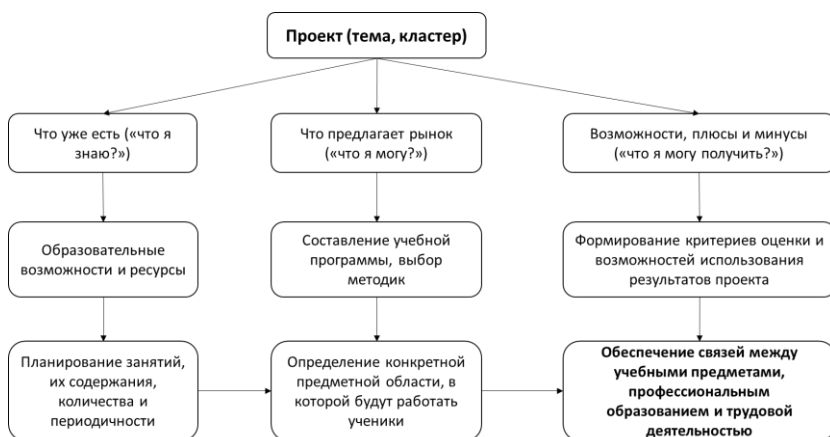 Проект (тема, кластер)
Что уже есть («что я
знаю?»)
Что предлагает рынок
(«что я могу?»)
Возможности, плюсы и минусы
(«что я могу получить?»)
Образовательные
возможности и ресурсы
Составление учебной
программы, выбор
методик
Формирование критериев оценки и
возможностей использования
результатов проекта
Планирование занятий,
их содержания,
количества и
периодичности
Определение конкретной
предметной области, в
которой будут работать
ученики
Обеспечение связей между
учебными предметами,
профессиональным
образованием и трудовой
деятельностью